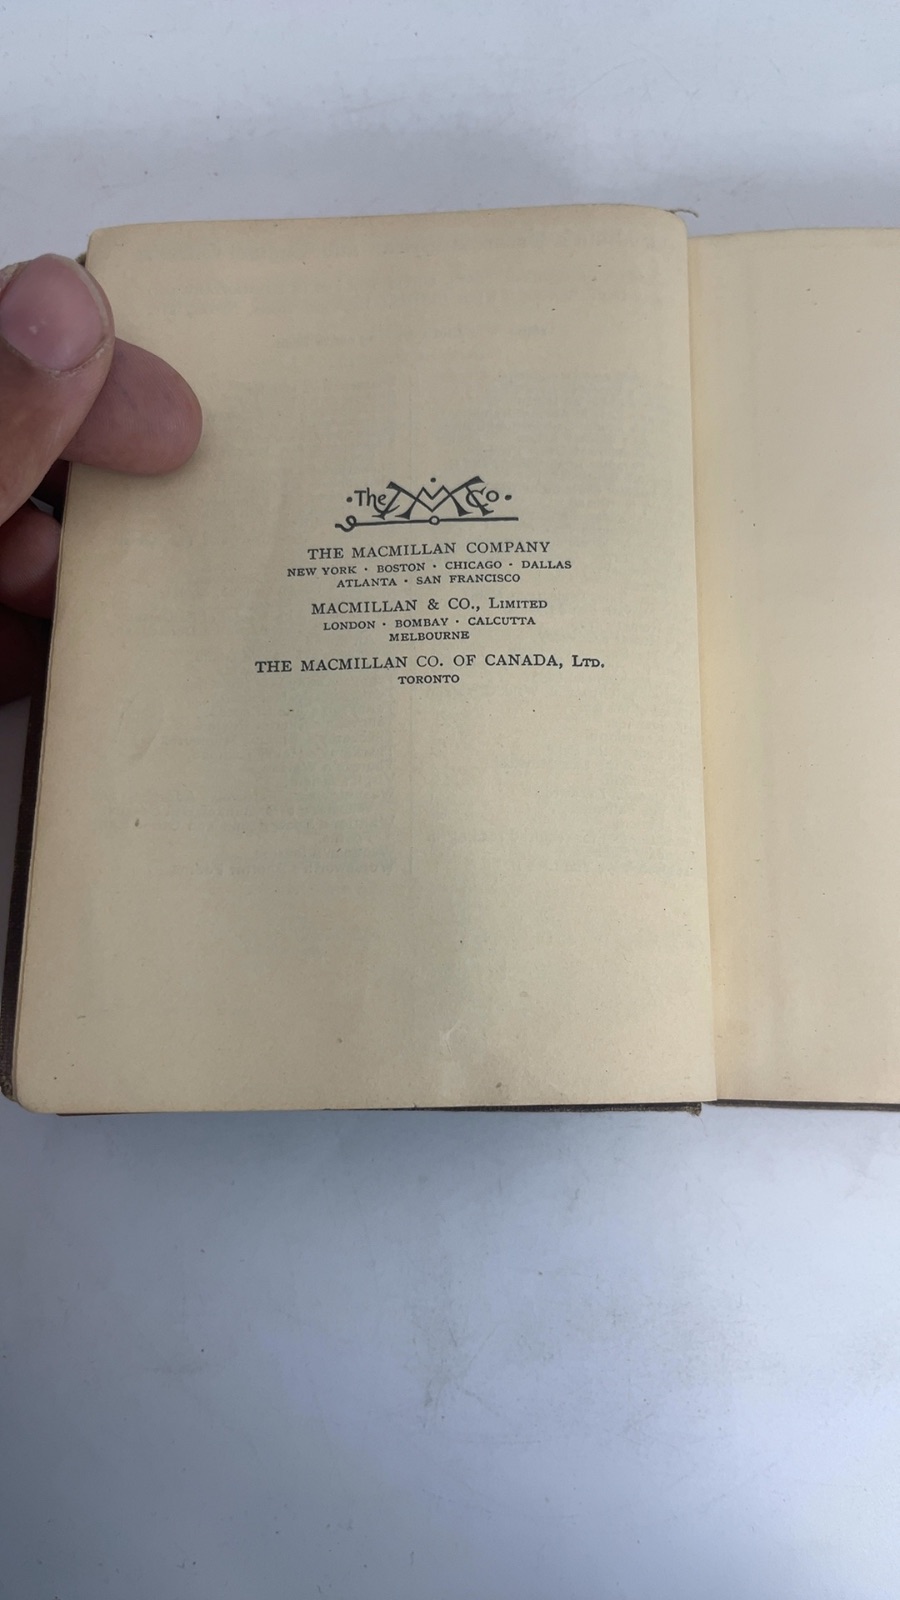 ·The MM Co·
THE MACMILLAN COMPANY
NEW YORK · BOSTON · CHICAGO · DALLAS
ATLANTA · SAN FRANCISCO
MACMILLAN & CO., LIMITED
LONDON · BOMBAY · CALCUTTA
MELBOURNE
THE MACMILLAN CO. OF CANADA, LTD.
TORONTO